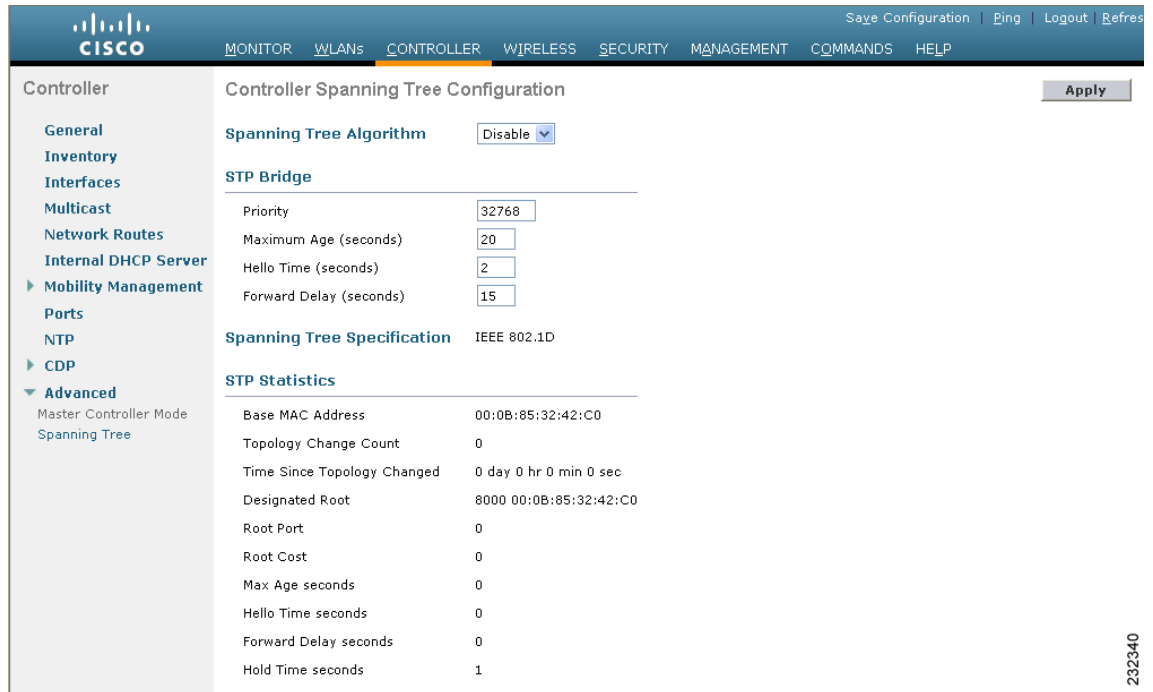 Save Configuration | Ping | Logout | Refres
CISCO
MONITOR WLANs CONTROLLER WIRELESS SECURITY MANAGEMENT COMMANDS HELP
Controller
General
Inventory
Interfaces
Multicast
Network Routes
Internal DHCP Server
Mobility Management
Ports
NTP
CDP
Advanced
Master Controller Mode
Spanning Tree
Controller Spanning Tree Configuration
Apply
Spanning Tree Algorithm Disable
STP Bridge
Priority 32768
Maximum Age (seconds) 20
Hello Time (seconds) 2
Forward Delay (seconds) 15
Spanning Tree Specification IEEE 802.1D
STP Statistics
Base MAC Address 00:0B:85:32:42:C0
Topology Change Count 0
Time Since Topology Changed 0 day 0 hr 0 min 0 sec
Designated Root 8000 00:0B:85:32:42:C0
Root Port 0
Root Cost 0
Max Age seconds 0
Hello Time seconds 0
Forward Delay seconds 0
Hold Time seconds 1
232340